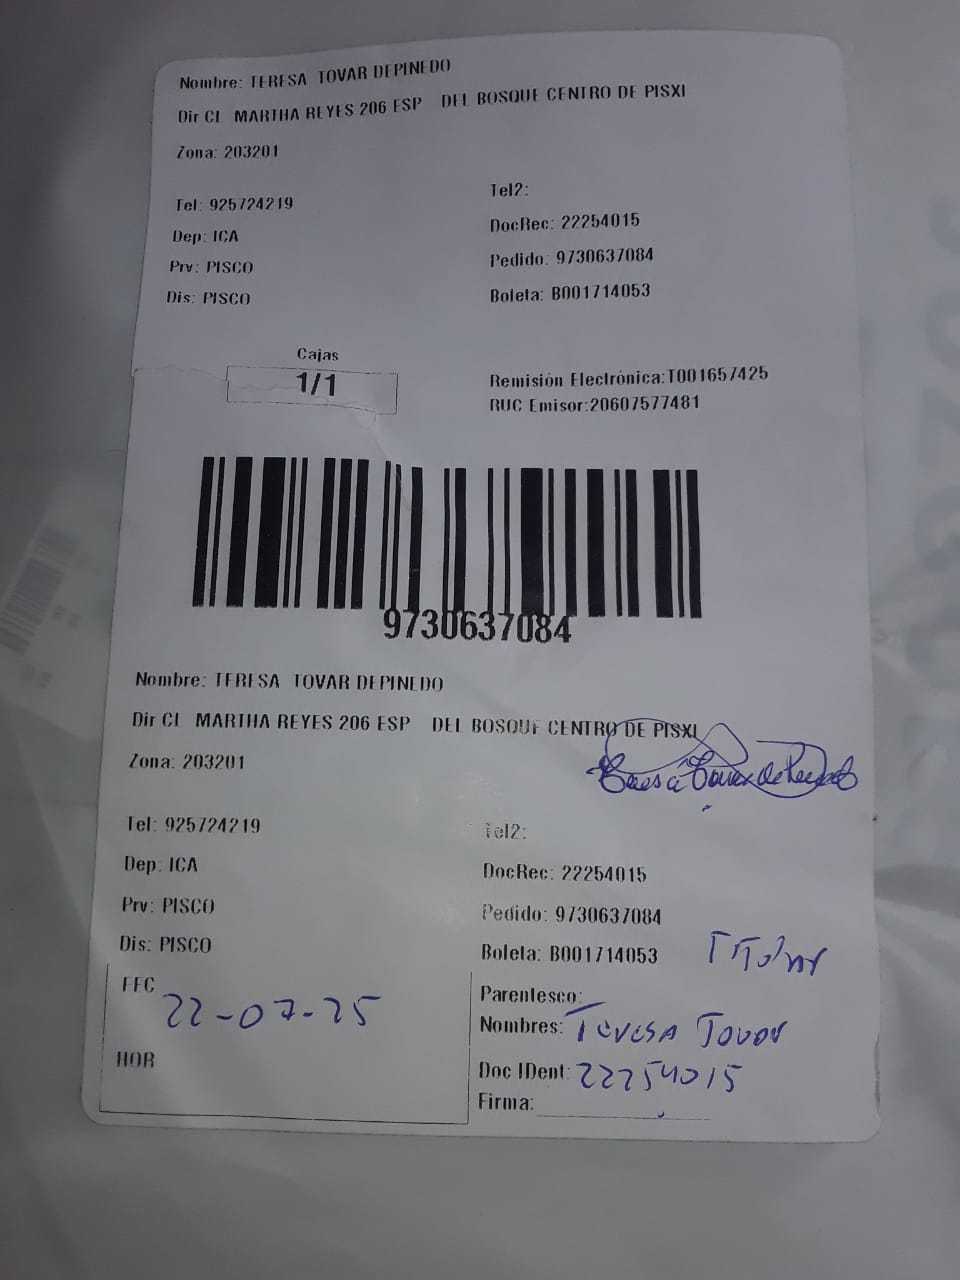 Nombre: TERESA TOVAR DEPINEDO
Dir CL MARTHA REYES 206 ESP DEL BOSQUE CENTRO DE PISXI
Zona: 203201
Tel: 925724219
Tel2:
Dep: ICA
DocRec: 22254015
Prv: PISCO
Pedido: 9730637084
Dis: PISCO
Boleta: B001714053
Cajas
1/1
Remisión Electrónica:T001657425
RUC Emisor:20607577481
9730637084
Nombre: TERESA TOVAR DEPINEDO
Dir CL MARTHA REYES 206 ESP DEL BOSQUE CENTRO DE PISXI
Zona: 203201
Tel: 925724219
Tel2:
Dep: ICA
DocRec: 22254015
Prv: PISCO
Pedido: 9730637084
Dis: PISCO
Boleta: B001714053
FEC 22-07-25
HOR
Parentesco:
Nombres: Teresa Tovar
Doc IDent: 22254015
Firma: